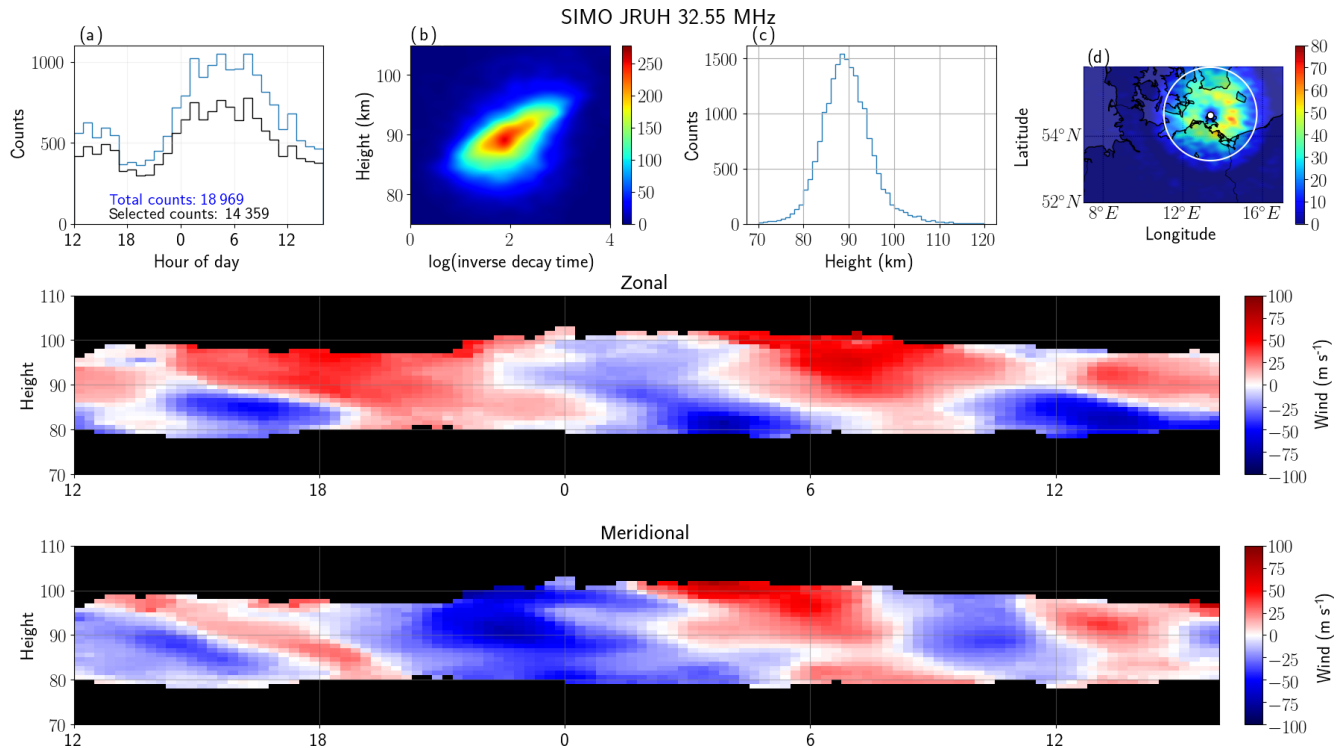 SIMO JRUH 32.55 MHz
(a)
(b)
(c)
(d)
Counts
1000
500
0
Total counts: 18 969
Selected counts: 14 359
12 18 0 6 12
Hour of day
Height (km)
100
90
80
0 2 4
log(inverse decay time)
250
200
150
100
50
0
Counts
1500
1000
500
0
70 80 90 100 110 120
Height (km)
Latitude
54°N
52°N
8°E 12°E 16°E
Longitude
80
70
60
50
40
30
20
10
0
Zonal
Height
110
100
90
80
70
12 18 0 6 12
100
75
50
25
0
−25
−50
−75
−100
Wind (m s⁻¹)
Meridional
Height
110
100
90
80
70
12 18 0 6 12
100
75
50
25
0
−25
−50
−75
−100
Wind (m s⁻¹)